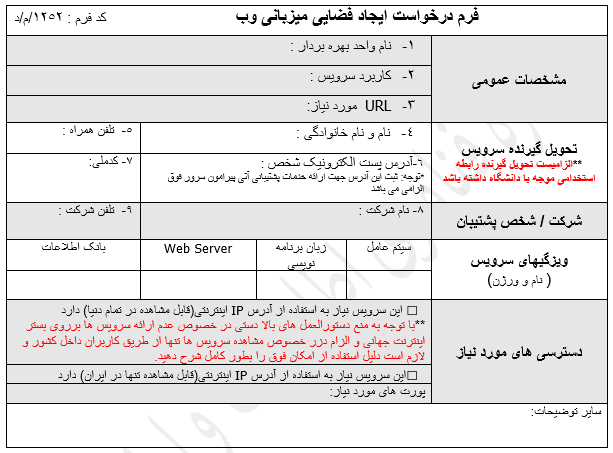 فرم درخواست ایجاد فضایی میزبانی وب
کد فرم : ۱۲۵۲/م/د
مشخصات عمومی
۱- نام واحد بهره بردار :
۲- کاربرد سرویس :
۳- URL مورد نیاز:
تحویل گیرنده سرویس
**الزامیست تحویل گیرنده رابطه
استخدامی موجه با دانشگاه داشته باشد
۴- نام و نام خانوادگی :
۵- تلفن همراه :
۶-آدرس پست الکترونیک شخص :
*توجه: ثبت این آدرس جهت ارائه خدمات پشتیبانی آتی پیرامون سرور فوق
الزامی می باشد
۷- کدملی:
شرکت / شخص پشتیبان
۸- نام شرکت :
۹- تلفن شرکت :
ویژگیهای سرویس
( نام و ورژن)
سیتم عامل
زبان برنامه
نویسی
Web Server
بانک اطلاعات
دسترسی های مورد نیاز
□ این سرویس نیاز به استفاده از آدرس IP اینترنتی(قابل مشاهده در تمام دنیا) دارد
**با توجه به منع دستورالعمل های بالا دستی در خصوص عدم ارائه سرویس ها برروی بستر
اینترنت جهانی و الزام درر خصوص مشاهده سرویس ها تنها از طریق کاربران داخل کشور و
لازم است دلیل استفاده از امکان فوق را بطور کامل شرح دهید.
□این سرویس نیاز به استفاده از آدرس IP اینترنتی(قابل مشاهده تنها در ایران) دارد
پورت های مورد نیاز:
سایر توضیحات: